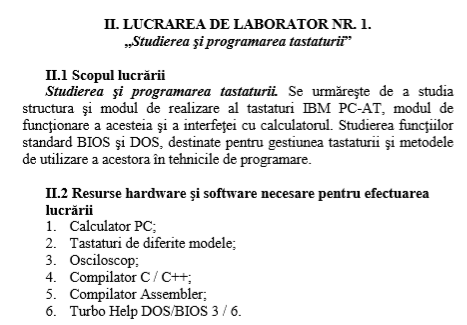 II. LUCRAREA DE LABORATOR NR. 1.
„Studierea şi programarea tastaturii”
II.1 Scopul lucrării
Studierea şi programarea tastaturii. Se urmăreşte de a studia
structura şi modul de realizare al tastaturi IBM PC-AT, modul de
funcţionare a acesteia şi a interfeţei cu calculatorul. Studierea funcţiilor
standard BIOS şi DOS, destinate pentru gestiunea tastaturii şi metodele
de utilizare a acestora în tehnicile de programare.
II.2 Resurse hardware şi software necesare pentru efectuarea
lucrării
1. Calculator PC;
2. Tastaturi de diferite modele;
3. Osciloscop;
4. Compilator C / C++;
5. Compilator Assembler;
6. Turbo Help DOS/BIOS 3 / 6.